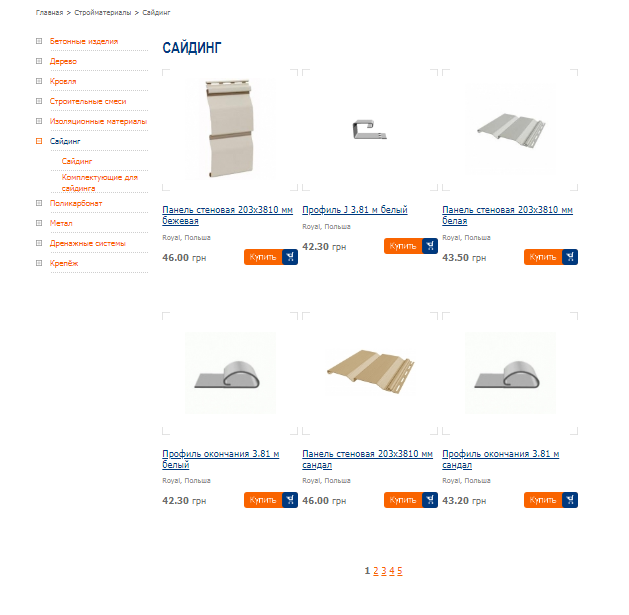 Главная > Стройматериалы > Сайдинг
Бетонные изделия
Дерево
Кровля
Строительные смеси
Изоляционные материалы
Сайдинг
Сайдинг
Комплектующие для
сайдинга
Поликарбонат
Метал
Дренажные системы
Крепёж
САЙДИНГ
Панель стеновая 203x3810 мм
бежевая
Royal, Польша
46.00 грн
Купить
Профиль J 3.81 м белый
Royal, Польша
42.30 грн
Купить
Панель стеновая 203x3810 мм
белая
Royal, Польша
43.50 грн
Купить
Профиль окончания 3.81 м
белый
Royal, Польша
42.30 грн
Купить
Панель стеновая 203x3810 мм
сандал
Royal, Польша
46.00 грн
Купить
Профиль окончания 3.81 м
сандал
Royal, Польша
43.20 грн
Купить
1 2 3 4 5